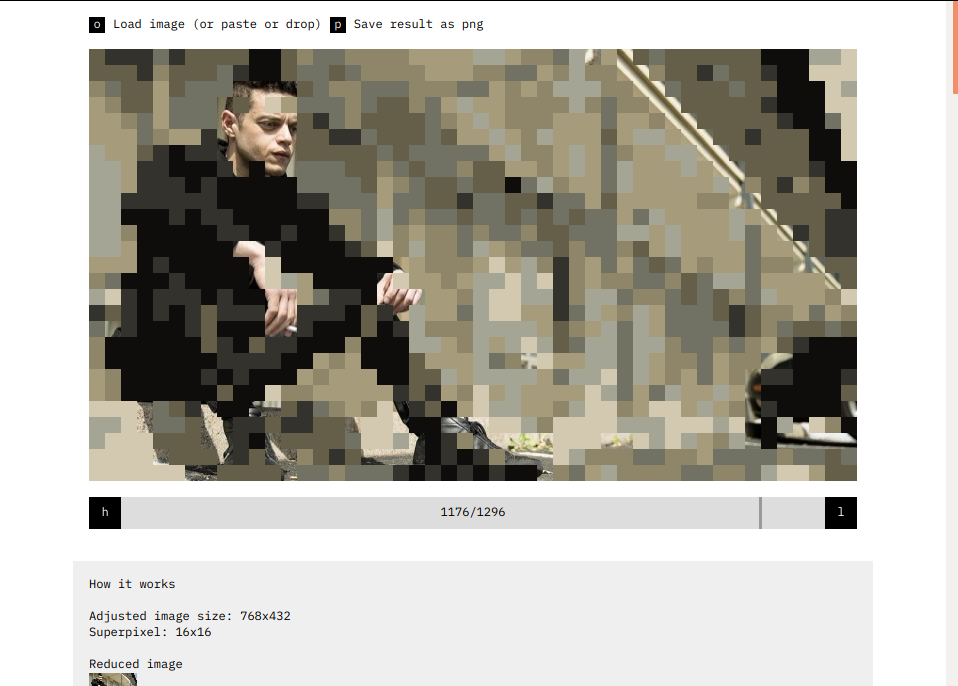 o Load image (or paste or drop) p Save result as png
h 1176/1296 l
How it works
Adjusted image size: 768x432
Superpixel: 16x16
Reduced image